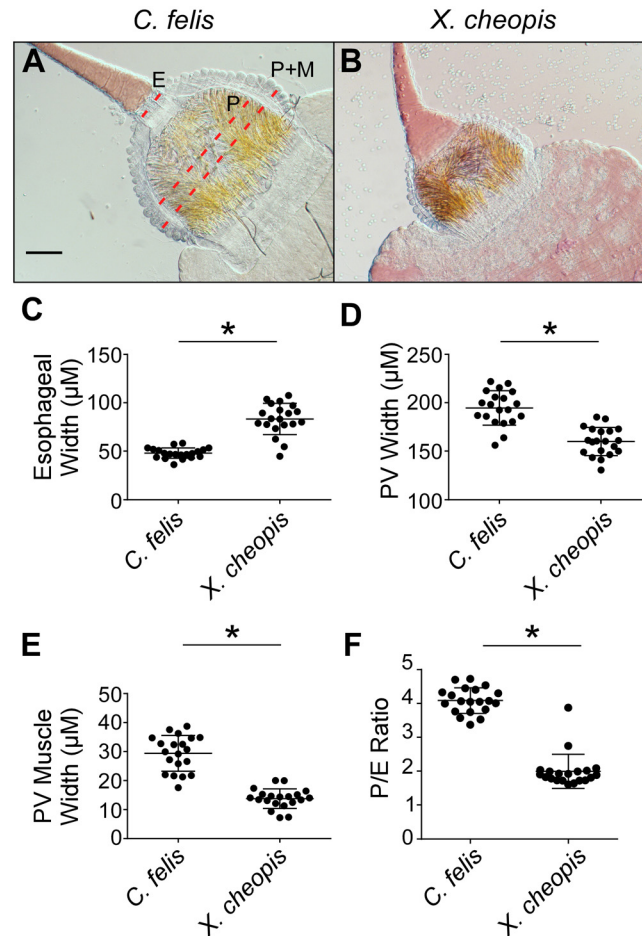 C. felis X. cheopis
A B
E P P+M
C D
* *
Esophageal
Width (µM)
150
100
50
0
C. felis X. cheopis
PV Width (µM)
250
200
150
100
C. felis X. cheopis
E F
* *
PV Muscle
Width (µM)
50
40
30
20
10
0
C. felis X. cheopis
P/E Ratio
5
4
3
2
1
0
C. felis X. cheopis